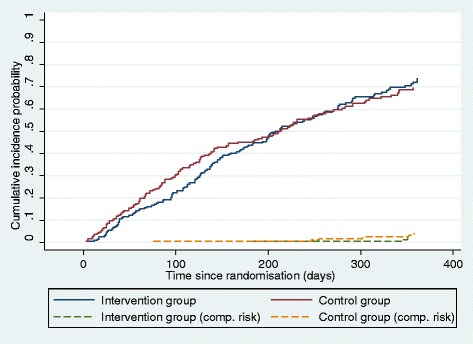 Cumulative incidence probability
1
.9
.8
.7
.6
.5
.4
.3
.2
.1
0
0 100 200 300 400
Time since randomisation (days)
Intervention group Control group
Intervention group (comp. risk) Control group (comp. risk)